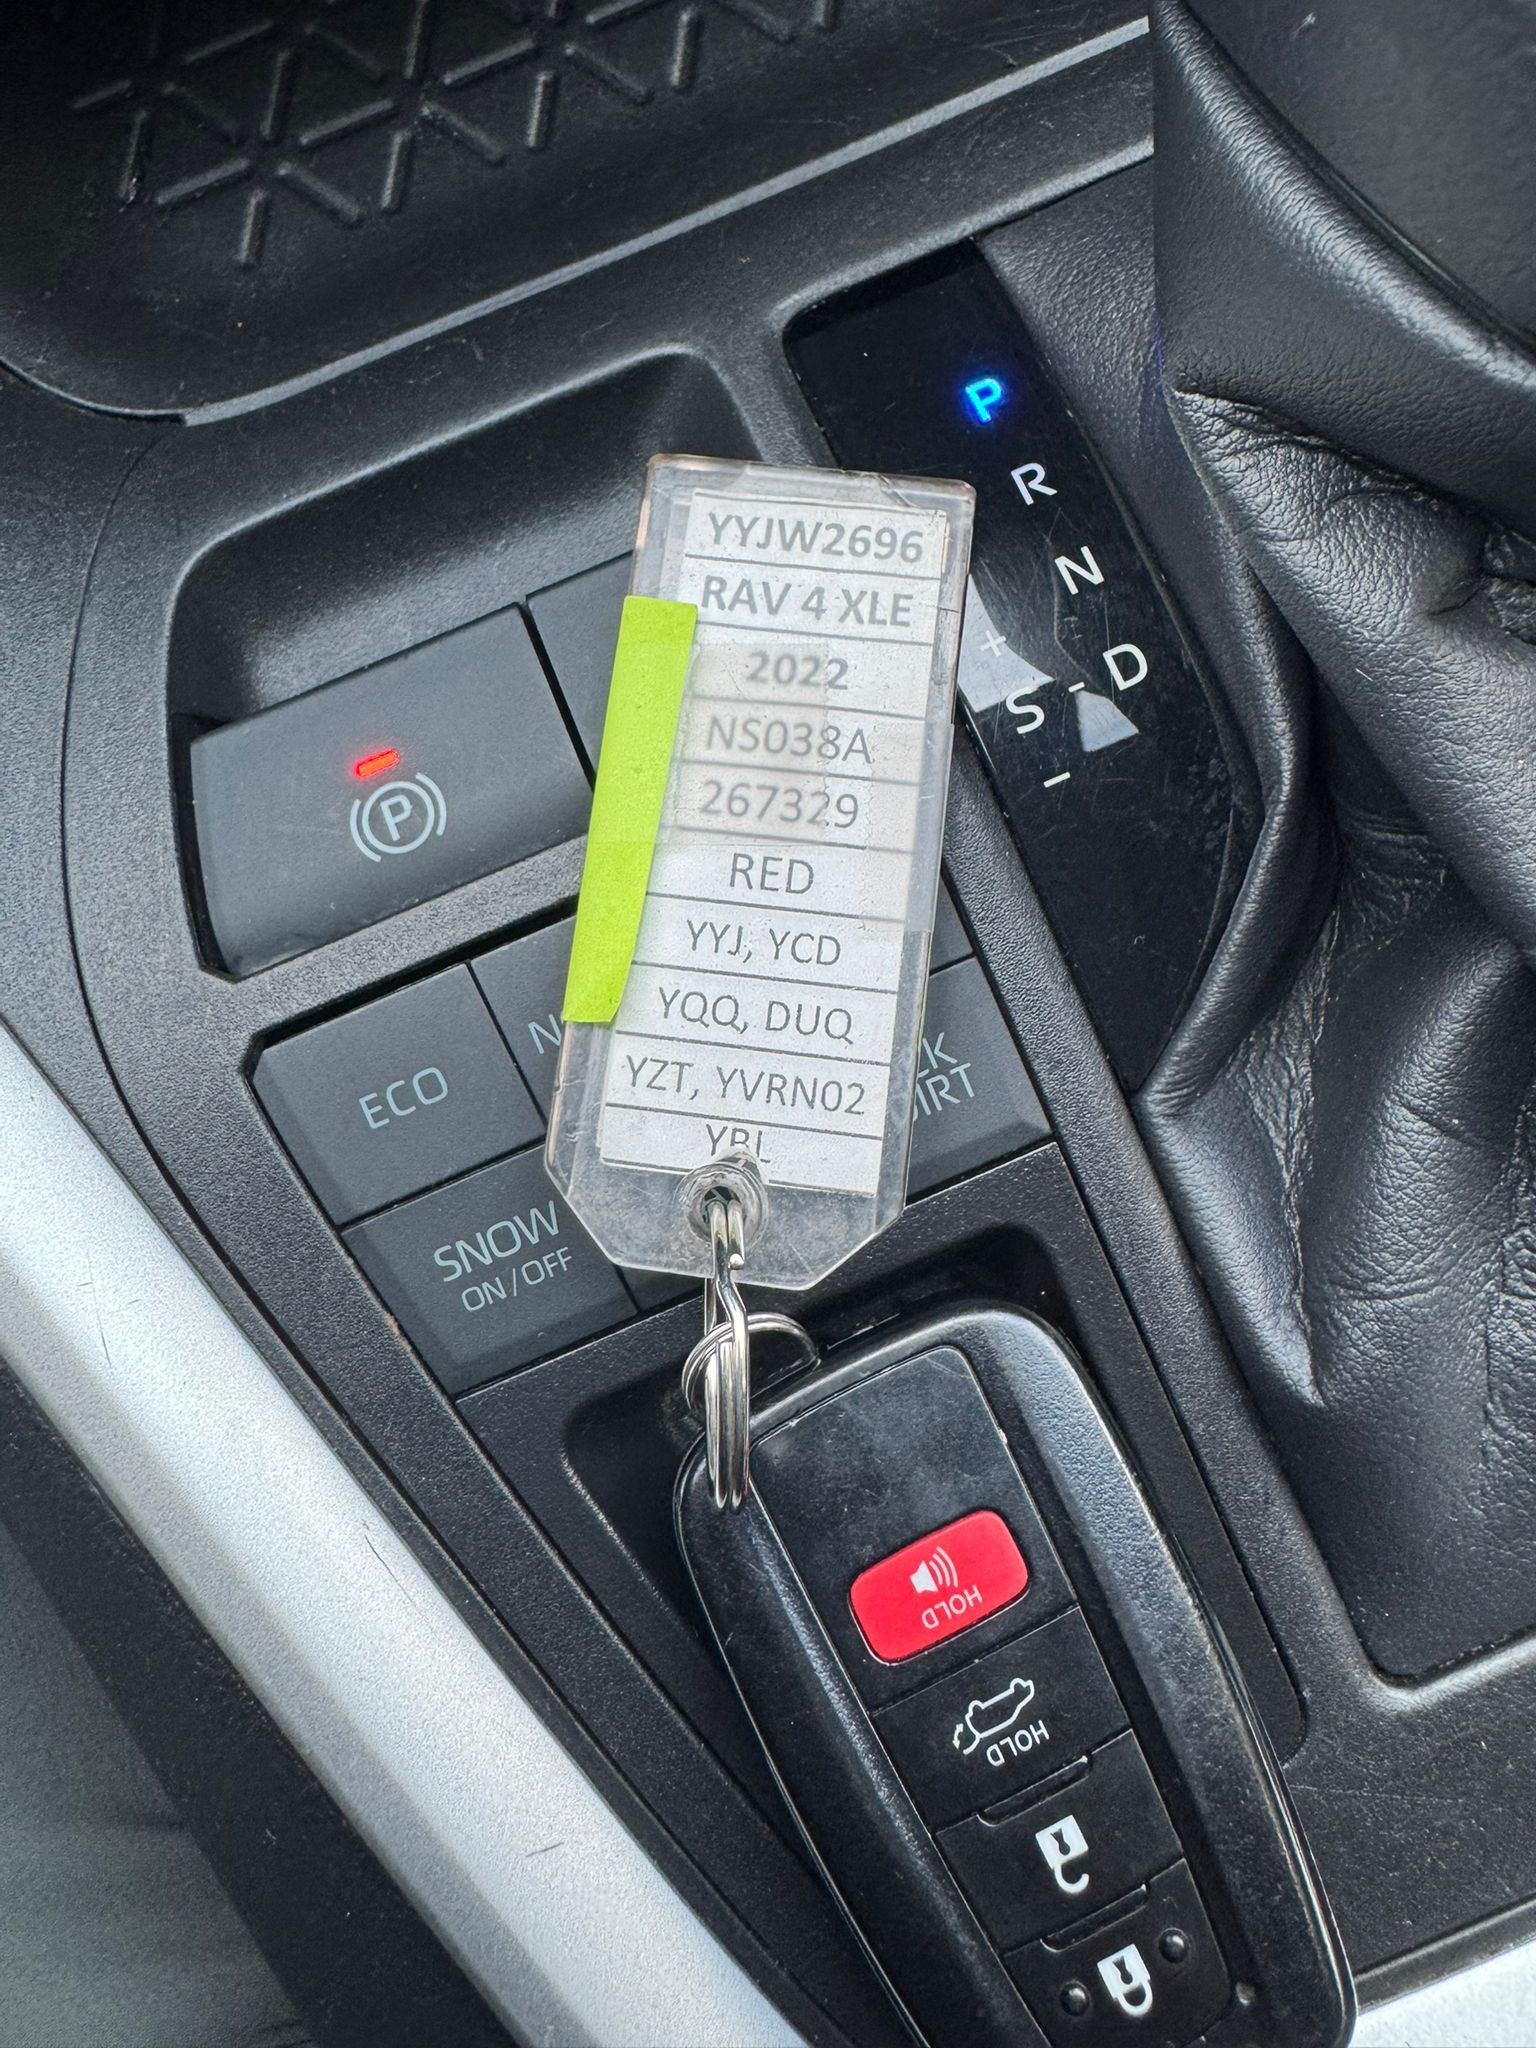 P
R
N
+
D
S -
-
YYJW2696
RAV 4 XLE
2022
NS038A
267329
RED
YYJ, YCD
YQQ, DUQ
YZT, YVRN02
YBL
P
ECO
SNOW
ON/OFF
HOLD
HOLD